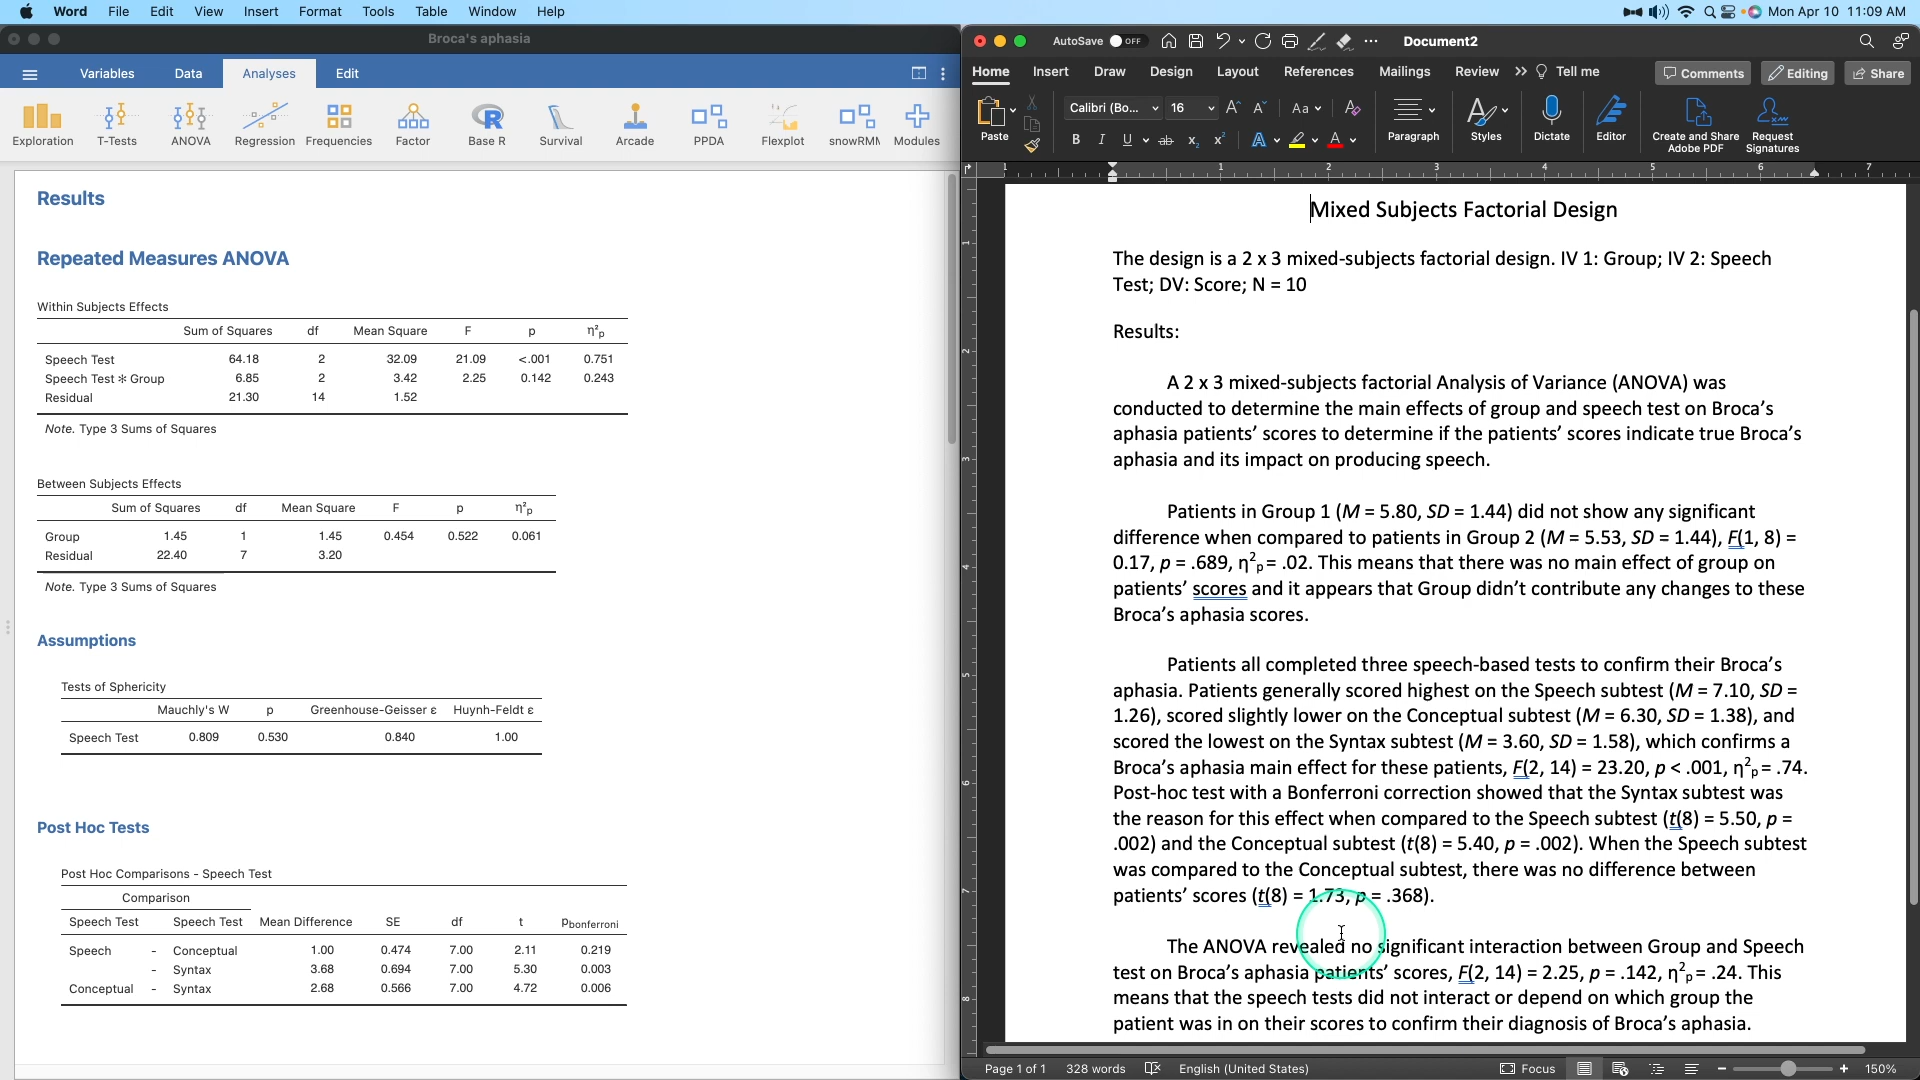 Word File Edit View Insert Format Tools Table Window Help
Mon Apr 10 11:09 AM
Broca's aphasia
Variables Data Analyses Edit
Exploration T-Tests ANOVA Regression Frequencies Factor Base R Survival Arcade PPDA Flexplot snowRMM Modules
Results
Repeated Measures ANOVA
Within Subjects Effects
Sum of Squares df Mean Square F p η²p
Speech Test 64.18 2 32.09 21.09 <.001 0.751
Speech Test ✻ Group 6.85 2 3.42 2.25 0.142 0.243
Residual 21.30 14 1.52
Note. Type 3 Sums of Squares
Between Subjects Effects
Sum of Squares df Mean Square F p η²p
Group 1.45 1 1.45 0.454 0.522 0.061
Residual 22.40 7 3.20
Note. Type 3 Sums of Squares
Assumptions
Tests of Sphericity
Mauchly's W p Greenhouse-Geisser ε Huynh-Feldt ε
Speech Test 0.809 0.530 0.840 1.00
Post Hoc Tests
Post Hoc Comparisons - Speech Test
Comparison
Speech Test Speech Test Mean Difference SE df t pbonferroni
Speech - Conceptual 1.00 0.474 7.00 2.11 0.219
- Syntax 3.68 0.694 7.00 5.30 0.003
Conceptual - Syntax 2.68 0.566 7.00 4.72 0.006
AutoSave OFF Document2
Home Insert Draw Design Layout References Mailings Review Tell me Comments Editing Share
Calibri (Bo... 16
Paste Paragraph Styles Dictate Editor Create and Share Adobe PDF Request Signatures
1 1 2 3 4 5 6 7
Mixed Subjects Factorial Design
The design is a 2 x 3 mixed-subjects factorial design. IV 1: Group; IV 2: Speech
Test; DV: Score; N = 10
Results:
A 2 x 3 mixed-subjects factorial Analysis of Variance (ANOVA) was
conducted to determine the main effects of group and speech test on Broca’s
aphasia patients’ scores to determine if the patients’ scores indicate true Broca’s
aphasia and its impact on producing speech.
Patients in Group 1 (M = 5.80, SD = 1.44) did not show any significant
difference when compared to patients in Group 2 (M = 5.53, SD = 1.44), F(1, 8) =
0.17, p = .689, η²p= .02. This means that there was no main effect of group on
patients’ scores and it appears that Group didn’t contribute any changes to these
Broca’s aphasia scores.
Patients all completed three speech-based tests to confirm their Broca’s
aphasia. Patients generally scored highest on the Speech subtest (M = 7.10, SD =
1.26), scored slightly lower on the Conceptual subtest (M = 6.30, SD = 1.38), and
scored the lowest on the Syntax subtest (M = 3.60, SD = 1.58), which confirms a
Broca’s aphasia main effect for these patients, F(2, 14) = 23.20, p < .001, η²p= .74.
Post-hoc test with a Bonferroni correction showed that the Syntax subtest was
the reason for this effect when compared to the Speech subtest (t(8) = 5.50, p =
.002) and the Conceptual subtest (t(8) = 5.40, p = .002). When the Speech subtest
was compared to the Conceptual subtest, there was no difference between
patients’ scores (t(8) = 1.73, p = .368).
The ANOVA revealed no significant interaction between Group and Speech
test on Broca’s aphasia patients’ scores, F(2, 14) = 2.25, p = .142, η²p= .24. This
means that the speech tests did not interact or depend on which group the
patient was in on their scores to confirm their diagnosis of Broca’s aphasia.
Page 1 of 1 328 words English (United States) Focus 150%